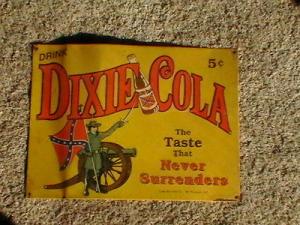 DRINK
5¢
DIXIE COLA
The
Taste
That
Never
Surrenders